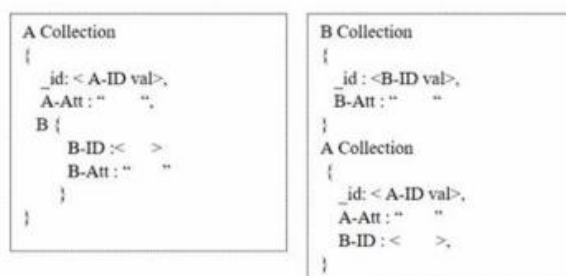 A Collection
{
_id: < A-ID val>,
A-Att : “ “,
B {
B-ID :< >
B-Att : “ ”
}
}
B Collection
{
_id : <B-ID val>,
B-Att : “ “
}
A Collection
{
_id: < A-ID val>,
A-Att : “ ”
B-ID : < >,
}